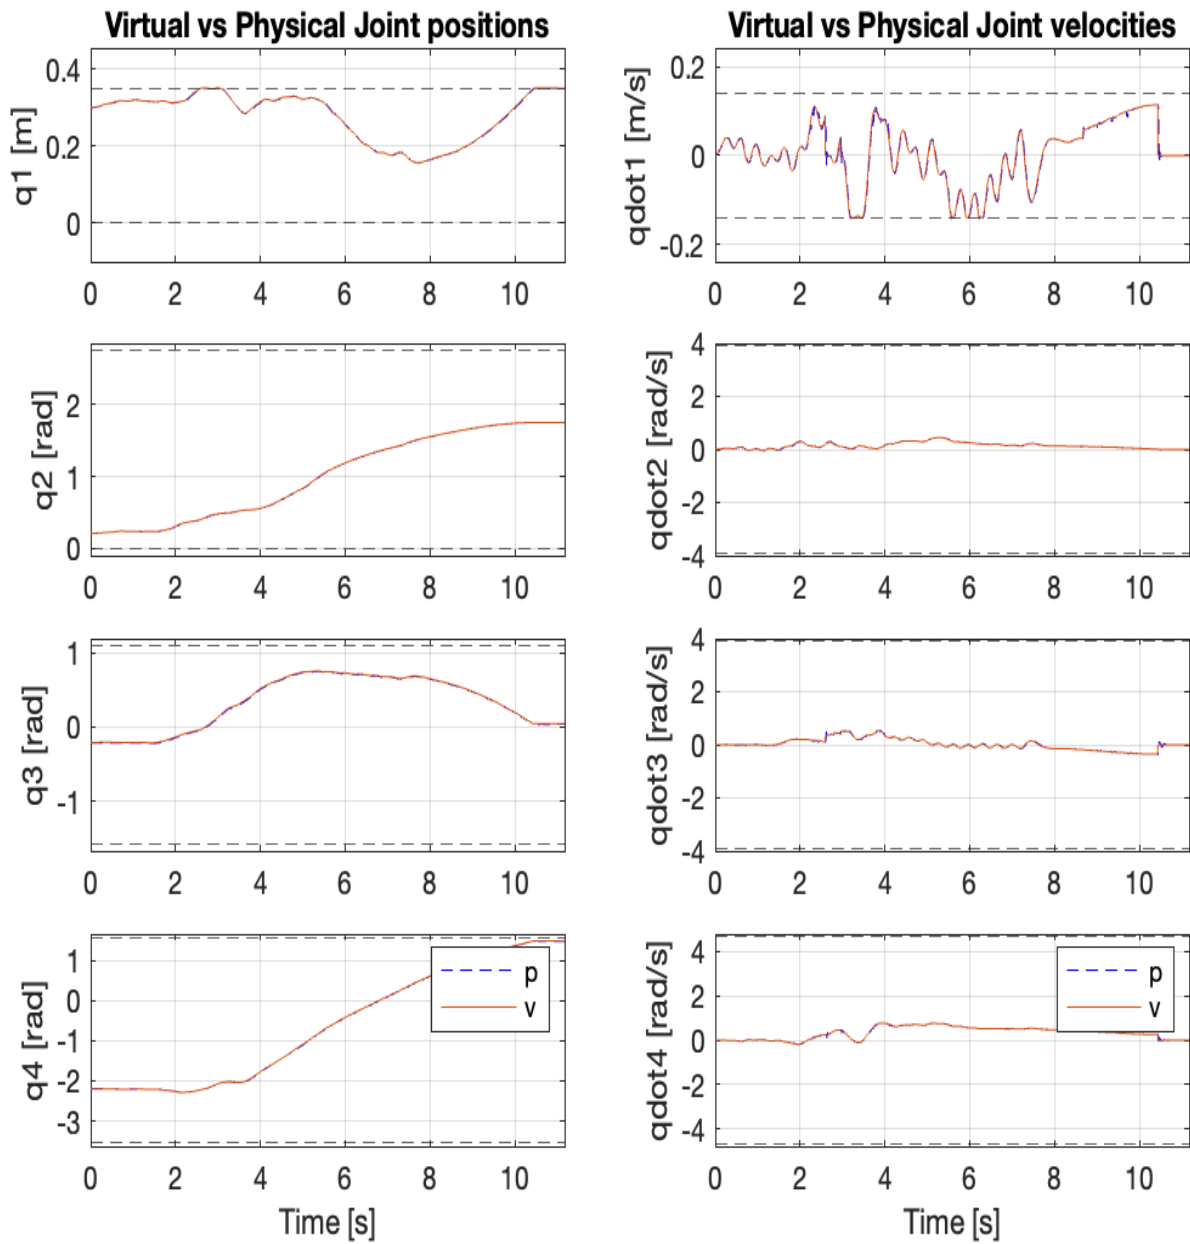 Virtual vs Physical Joint positions
q1 [m]
0.4
0.2
0
0 2 4 6 8 10
q2 [rad]
2
1
0
0 2 4 6 8 10
q3 [rad]
1
0
-1
0 2 4 6 8 10
q4 [rad]
1
0
-1
-2
-3
p
v
0 2 4 6 8 10
Time [s]
Virtual vs Physical Joint velocities
qdot1 [m/s]
0.2
0
-0.2
0 2 4 6 8 10
qdot2 [rad/s]
4
2
0
-2
-4
0 2 4 6 8 10
qdot3 [rad/s]
4
2
0
-2
-4
0 2 4 6 8 10
qdot4 [rad/s]
4
2
0
-2
-4
p
v
0 2 4 6 8 10
Time [s]